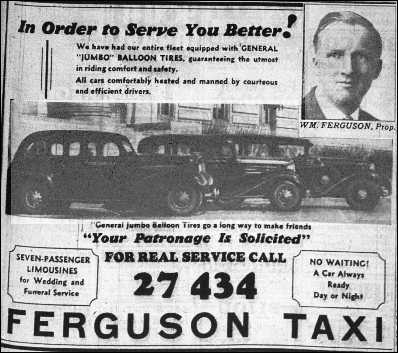 In Order to Serve You Better!
We have had our entire fleet equipped with 'GENERAL
"JUMBO" BALLOON TIRES, guaranteeing the utmost
in riding comfort and safety.
All cars comfortably heated and manned by courteous
and efficient drivers.
WM. FERGUSON, Prop.
"General Jumbo Balloon Tires go a long way to make friends
"Your Patronage Is Solicited"
SEVEN-PASSENGER
LIMOUSINES
for Wedding and
Funeral Service
FOR REAL SERVICE CALL
27 434
NO WAITING!
A Car Always
Ready
Day or Night
FERGUSON TAXI